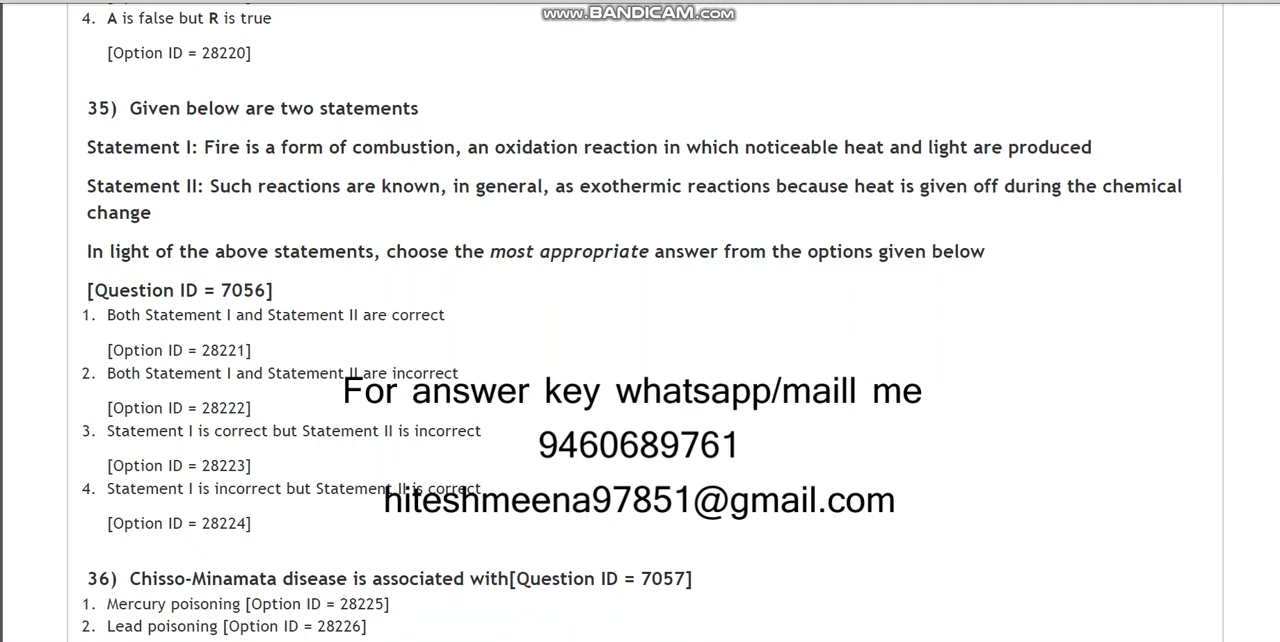 www.BANDICAM.com
4. A is false but R is true
[Option ID = 28220]
35) Given below are two statements
Statement I: Fire is a form of combustion, an oxidation reaction in which noticeable heat and light are produced
Statement II: Such reactions are known, in general, as exothermic reactions because heat is given off during the chemical
change
In light of the above statements, choose the most appropriate answer from the options given below
[Question ID = 7056]
1. Both Statement I and Statement II are correct
[Option ID = 28221]
2. Both Statement I and Statement II are incorrect
For answer key whatsapp/maill me
[Option ID = 28222]
3. Statement I is correct but Statement II is incorrect
9460689761
[Option ID = 28223]
4. Statement I is incorrect but Statement II is correct
hiteshmeena97851@gmail.com
[Option ID = 28224]
36) Chisso-Minamata disease is associated with[Question ID = 7057]
1. Mercury poisoning [Option ID = 28225]
2. Lead poisoning [Option ID = 28226]